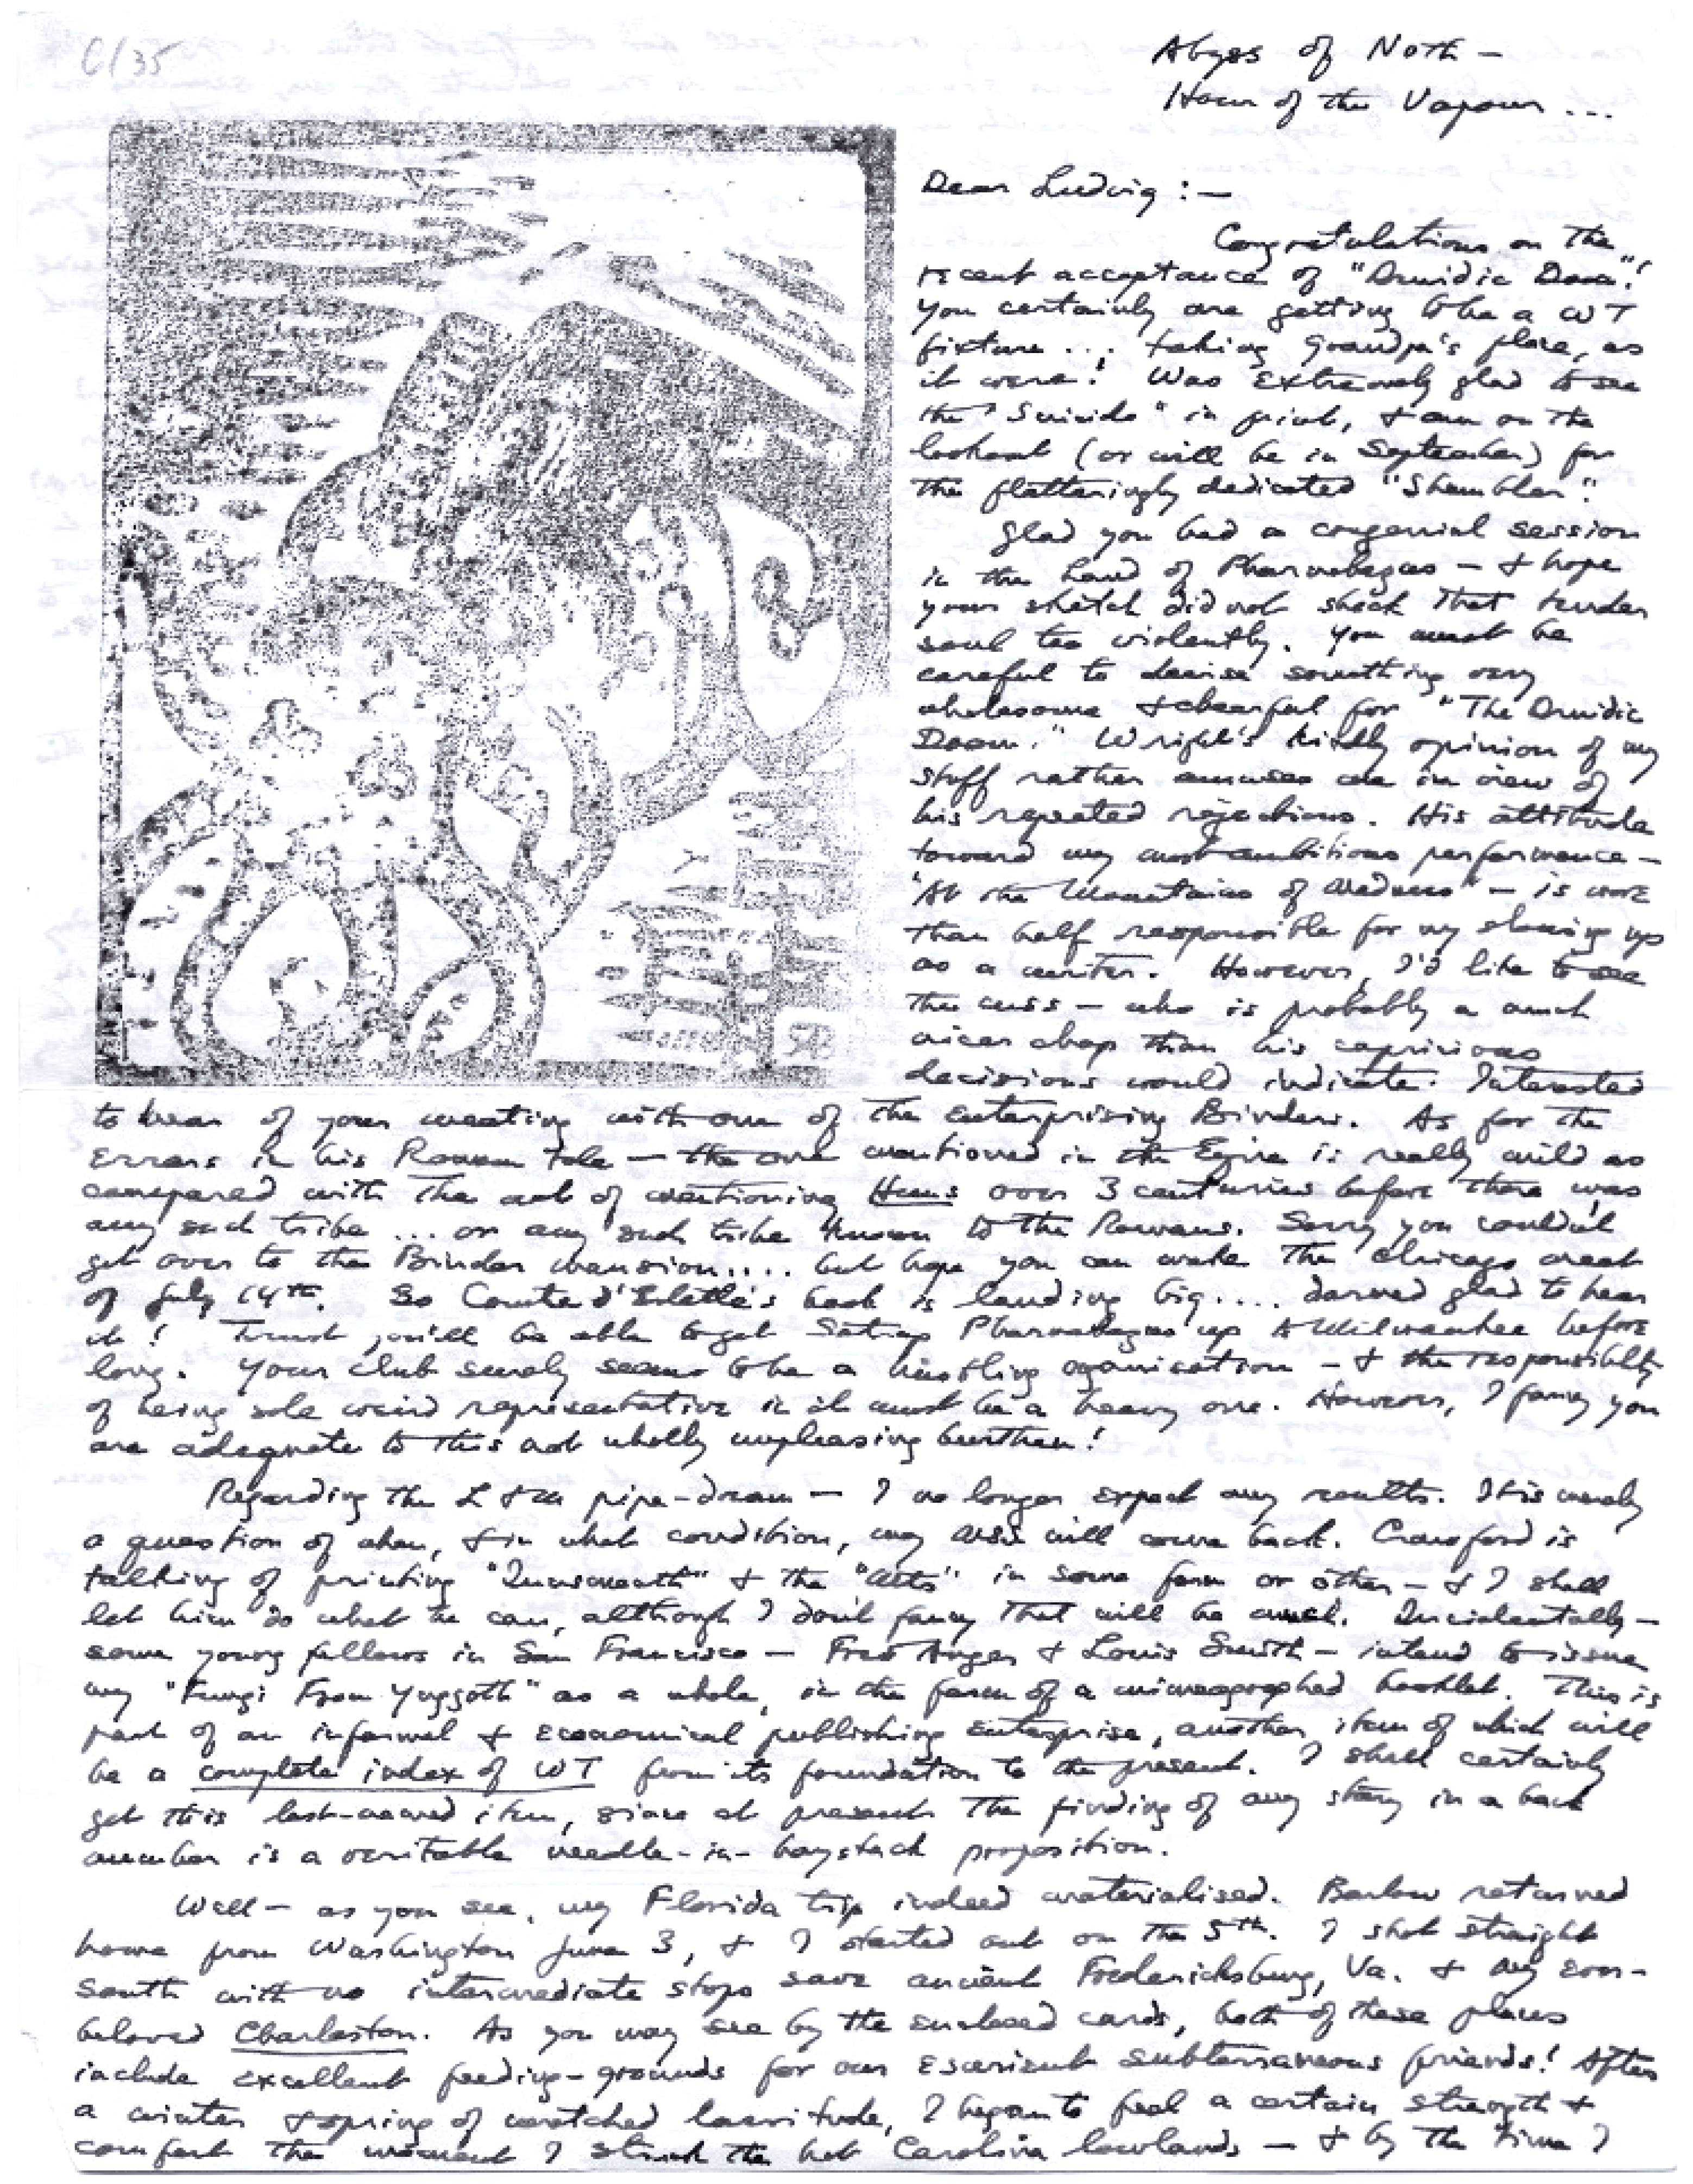 6/35
Abyss of Noth —
Hour of the Vapour ...
Dear Ludvig : —
Congratulations on the
recent acceptance of "Druidic Doom"!
You certainly are getting to be a WT
fixture ... taking Grandpa's place, as
it were! Was extremely glad to see
the "Suicide" in print, & am on the
lookout (or will be in September) for
the flatteringly dedicated "Shambler".
Glad you had a congenial session
in the Land of Pharnabazus — & hope
your sketch did not shock that tender
soul too violently. You must be
careful to devise something very
wholesome & cheerful for "The Druidic
Doom." Wright's kindly opinion of my
stuff rather amuses me in view of
his repeated rejections. His attitude
toward my most ambitious performance —
"At the Mountains of Madness" — is more
than half responsible for my slowing up
as a writer. However, I'd like to see
the cuss — who is probably a much
nicer chap than his capricious
decisions would indicate. Interested
to hear of your meeting with one of the enterprising Binders. As for the
errors in his Roman tale — the one mentioned in the Eyrie is really mild as
compared with the act of mentioning Huns over 3 centuries before there was
any such tribe ... or any such tribe known to the Romans. Sorry you couldn't
get over to the Binder mansion .... but hope you can make the Chicago meet
of July 14th. So Comte d'Erlette's book is landing big .... darned glad to hear
it! Trust you'll be able to get Satrap Pharnabazus up to Milwaukee before
long. Your club surely seems to be a hustling oganisation — & the responsibilty
of being sole weird representative in it must be a heavy one. However, I fancy you
are adequate to this not wholly unpleasing burthen!
Regarding the L & M pipe-dream — I no longer expect any results. It is merely
a question of when, & in what condition, my MSS will come back. Crawford is
talking of printing "Innsmouth" & the "Mts" in some form or other — & I shall
let him do what he can, although I don't fancy that will be much. Incidentally —
some young fellows in San Francisco — Fred Anger & Louis Smith — intend to issue
my "Fungi From Yuggoth" as a whole, in the form of a mimeographed booklet. This is
part of an informal & economical publishing enterprise, another item of which will
be a complete index of WT from its foundation to the present. I shall certainly
get this last-named item, since at present the finding of any story in a back
number is a veritable needle-in-haystack proposition.
Well — as you see, my Florida trip indeed materialised. Barlow returned
home from Washington June 3, & I started out on the 5th. I shot straight
south with no intermediate stops save ancient Fredericksburg, Va. & my ever-
beloved Charleston. As you may see by the enclosed cards, both of these places
include excellent feeding-grounds for our esurient subterraneous friends! After
a winter & spring of wretched lassitude, I began to feel a certain strength &
comfort the moment I struck the hot Carolina lowlands — & by the time I